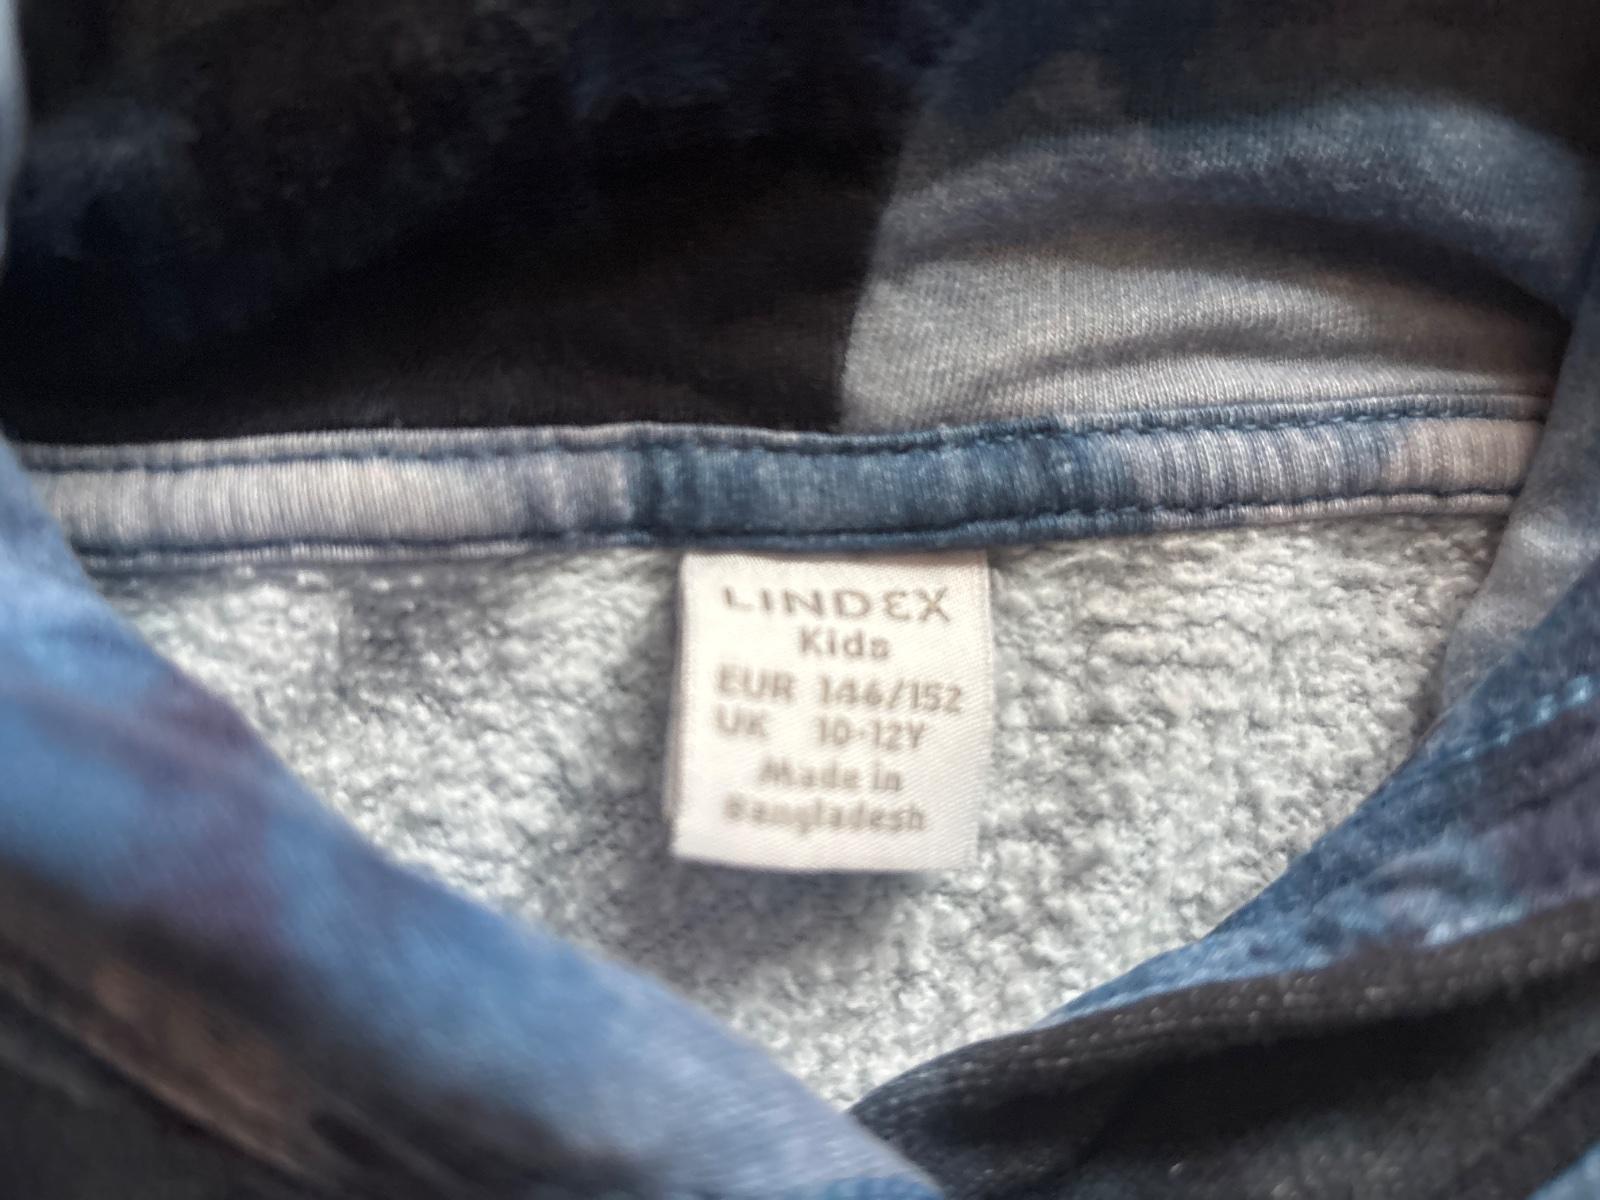 LINDEX
Kids
EUR 146/152
UK 10-12Y
Made in
Bangladesh